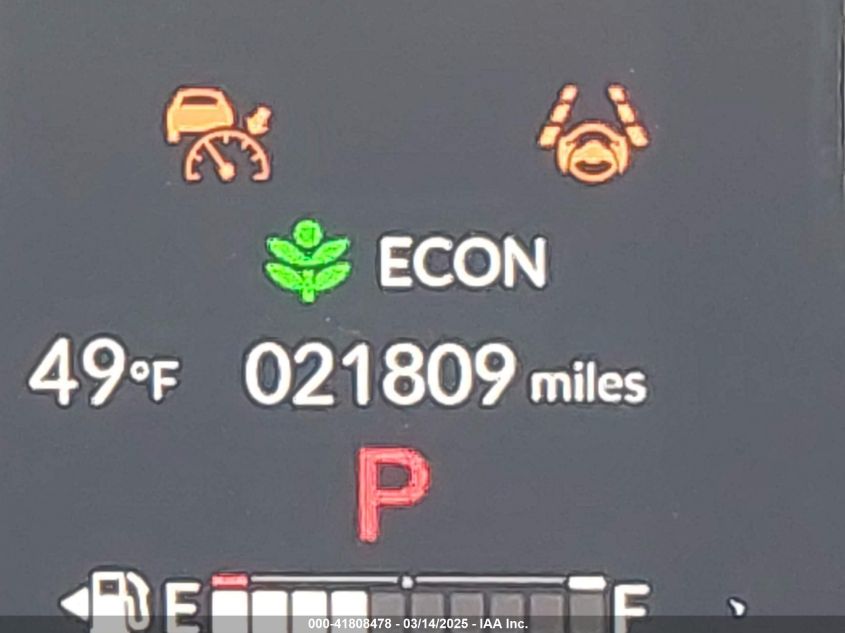 ECON
49°F 021809 miles
P
E F
000-41808478 - 03/14/2025 - IAA Inc.